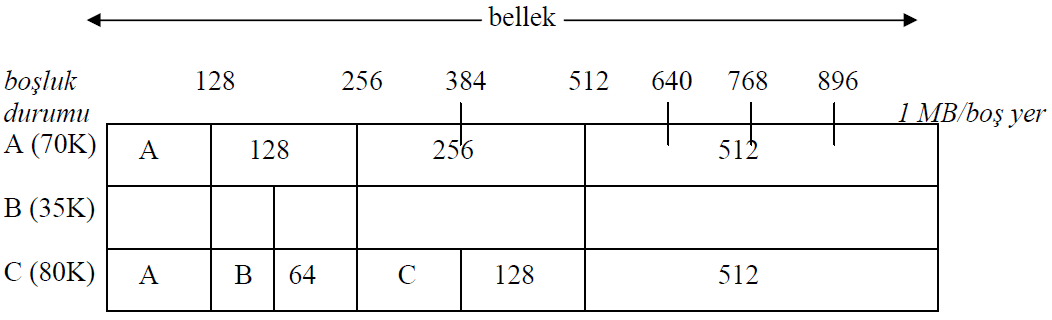 bellek
boşluk 128 256 384 512 640 768 896
durumu 1 MB/boş yer
A (70K) A 128 256 512
B (35K)
C (80K) A B 64 C 128 512